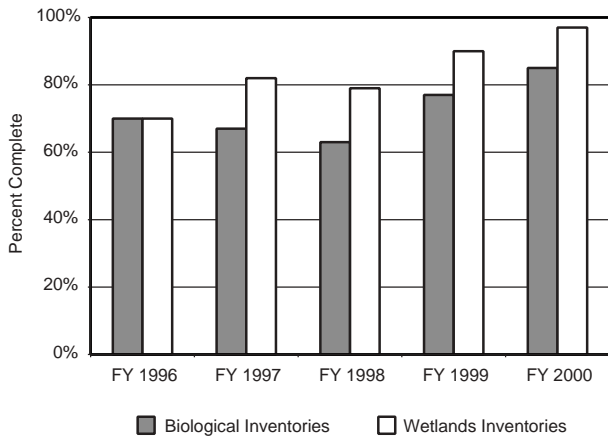 100%
80%
60%
40%
20%
0%
Percent Complete
FY 1996 FY 1997 FY 1998 FY 1999 FY 2000
Biological Inventories Wetlands Inventories